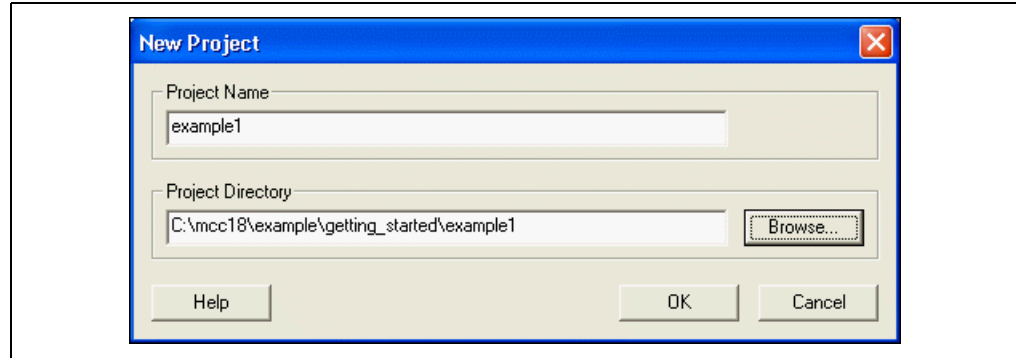 New Project
Project Name
example1
Project Directory
C:\mcc18\example\getting_started\example1
Browse...
Help
OK
Cancel